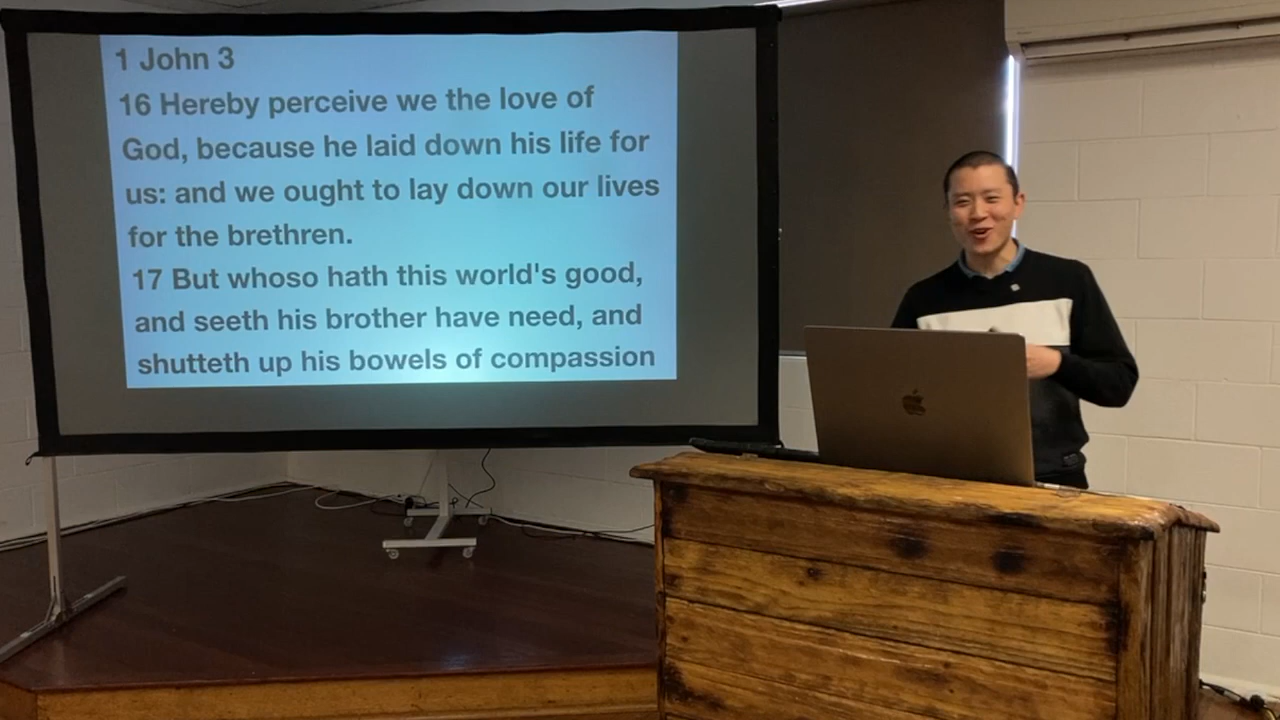 1 John 3
16 Hereby perceive we the love of
God, because he laid down his life for
us: and we ought to lay down our lives
for the brethren.
17 But whoso hath this world's good,
and seeth his brother have need, and
shutteth up his bowels of compassion